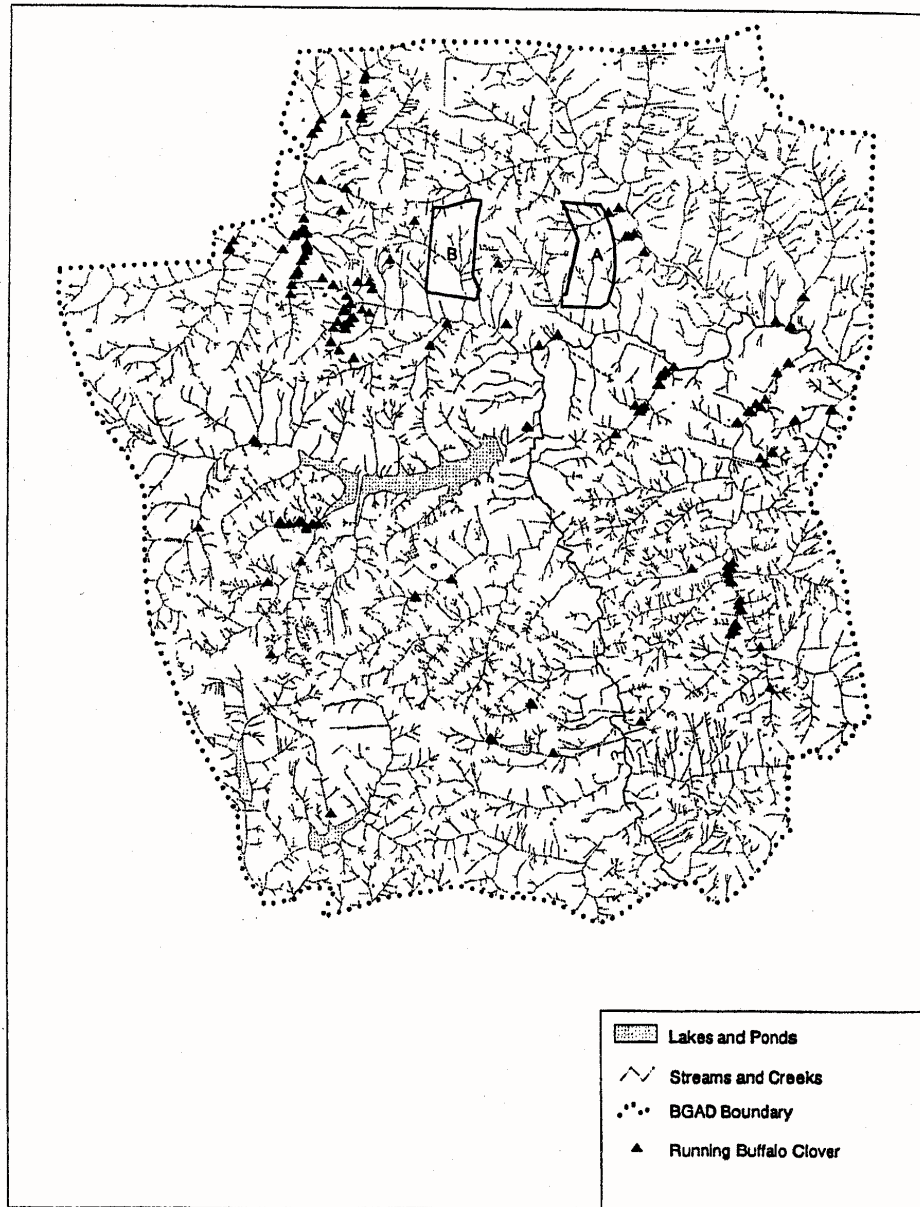 B
A
Lakes and Ponds
Streams and Creeks
BGAD Boundary
Running Buffalo Clover